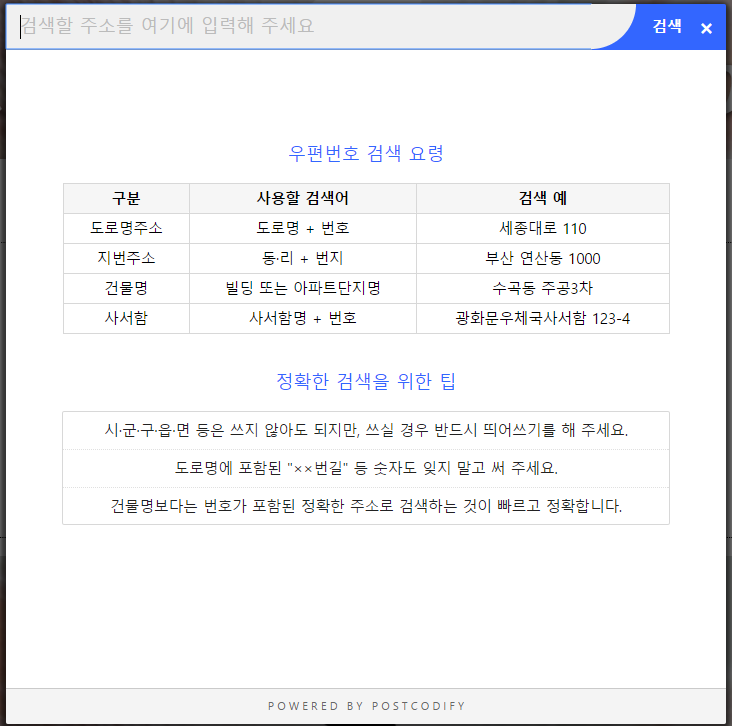 검색할 주소를 여기에 입력해 주세요 검색 ×
우편번호 검색 요령
구분 사용할 검색어 검색 예
도로명주소 도로명 + 번호 세종대로 110
지번주소 동·리 + 번지 부산 연산동 1000
건물명 빌딩 또는 아파트단지명 수곡동 주공3차
사서함 사서함명 + 번호 광화문우체국사서함 123-4
정확한 검색을 위한 팁
시·군·구·읍·면 등은 쓰지 않아도 되지만, 쓰실 경우 반드시 띄어쓰기를 해 주세요.
도로명에 포함된 "××번길" 등 숫자도 잊지 말고 써 주세요.
건물명보다는 번호가 포함된 정확한 주소로 검색하는 것이 빠르고 정확합니다.
POWERED BY POSTCODIFY